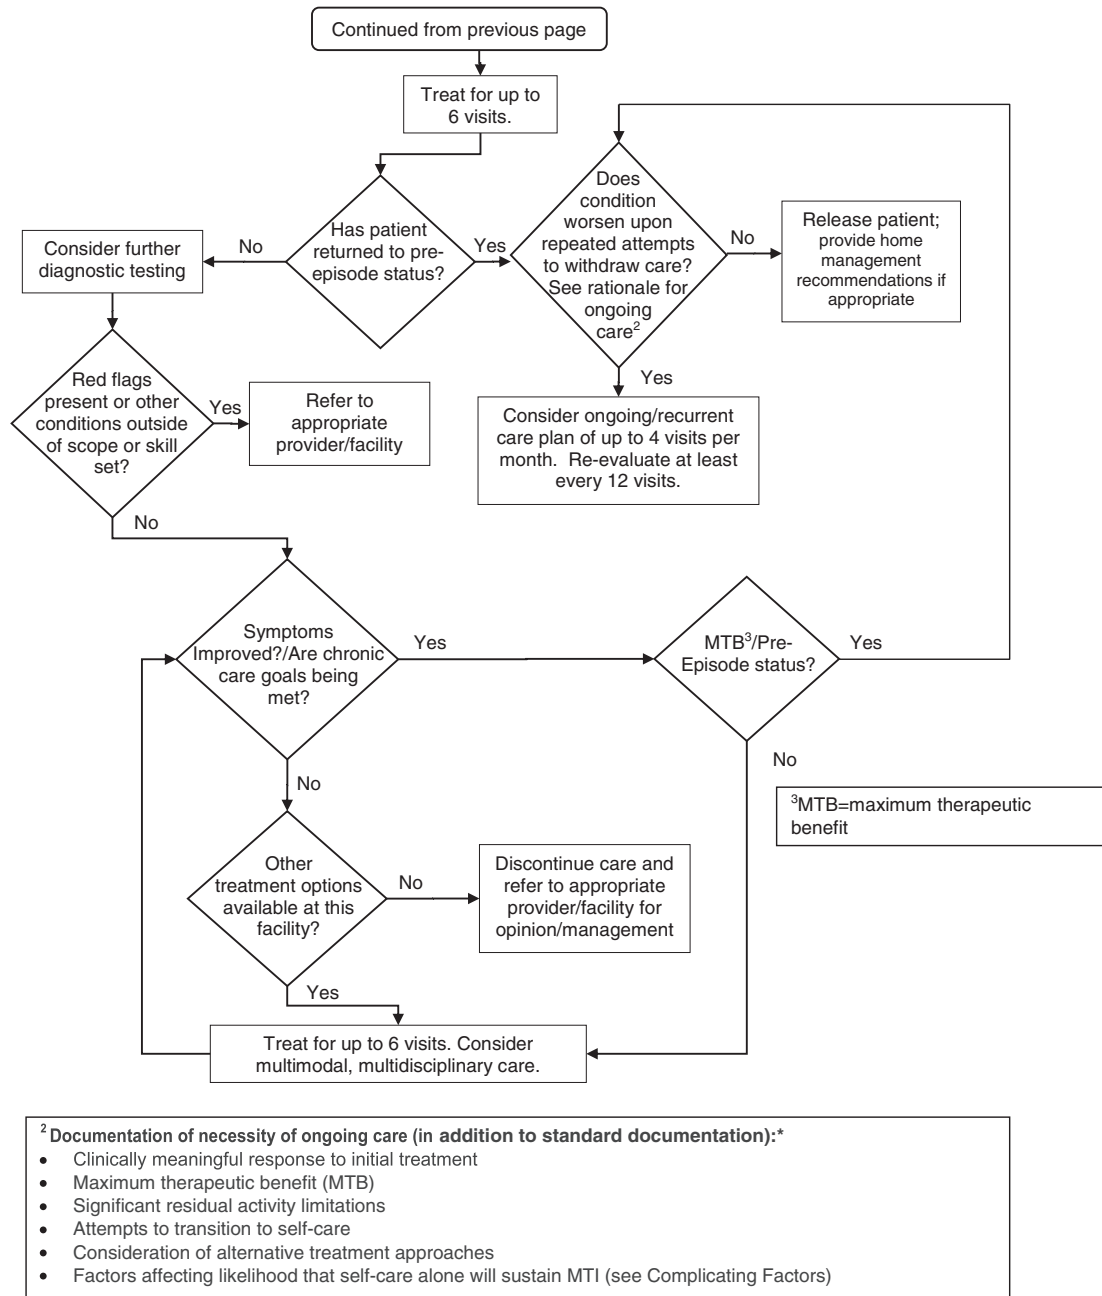 Continued from previous page
Treat for up to
6 visits.
Has patient
returned to pre-
episode status?
No
Yes
Consider further
diagnostic testing
Does
condition
worsen upon
repeated attempts
to withdraw care?
See rationale for
ongoing
care²
No
Release patient;
provide home
management
recommendations if
appropriate
Yes
Consider ongoing/recurrent
care plan of up to 4 visits per
month. Re-evaluate at least
every 12 visits.
Red flags
present or other
conditions outside
of scope or skill
set?
Yes
Refer to
appropriate
provider/facility
No
Symptoms
Improved?/Are chronic
care goals being
met?
Yes
MTB³/Pre-
Episode status?
Yes
No
³MTB=maximum therapeutic
benefit
No
Other
treatment options
available at this
facility?
No
Discontinue care and
refer to appropriate
provider/facility for
opinion/management
Yes
Treat for up to 6 visits. Consider
multimodal, multidisciplinary care.
² Documentation of necessity of ongoing care (in addition to standard documentation):*
• Clinically meaningful response to initial treatment
• Maximum therapeutic benefit (MTB)
• Significant residual activity limitations
• Attempts to transition to self-care
• Consideration of alternative treatment approaches
• Factors affecting likelihood that self-care alone will sustain MTI (see Complicating Factors)